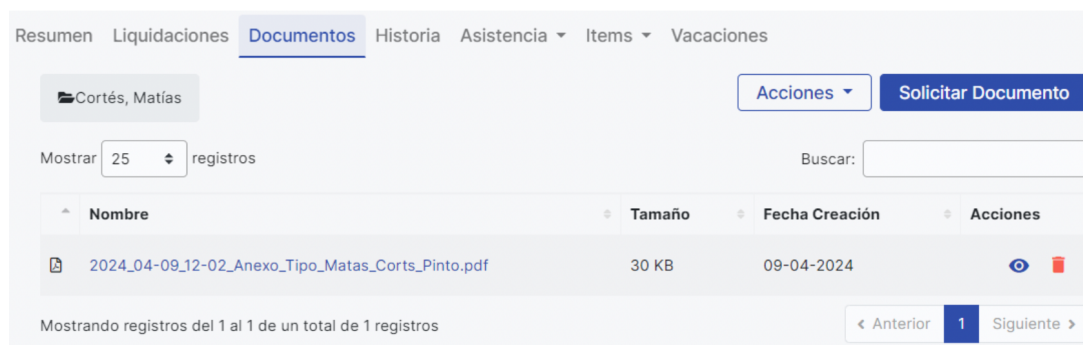 Resumen Liquidaciones Documentos Historia Asistencia Items Vacaciones
Cortés, Matías
Acciones Solicitar Documento
Mostrar 25 registros Buscar:
Nombre Tamaño Fecha Creación Acciones
2024_04-09_12-02_Anexo_Tipo_Matas_Corts_Pinto.pdf 30 KB 09-04-2024
Mostrando registros del 1 al 1 de un total de 1 registros ‹ Anterior 1 Siguiente ›